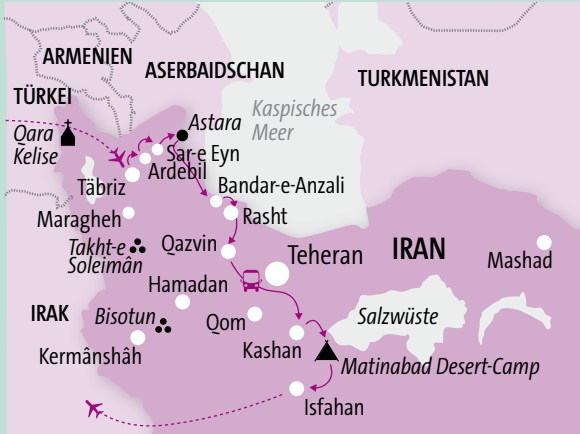 ARMENIEN
ASERBAIDSCHAN
TURKMENISTAN
TÜRKEI
Kaspisches
Meer
Qara
Kelise
Astara
Sar-e Eyn
Ardebil
Täbriz
Bandar-e-Anzali
Rasht
Maragheh
Takht-e
Soleimân
Qazvin
Teheran
IRAN
Mashad
Hamadan
IRAK
Bisotun
Qom
Salzwüste
Kermânshâh
Kashan
Matinabad Desert-Camp
Isfahan